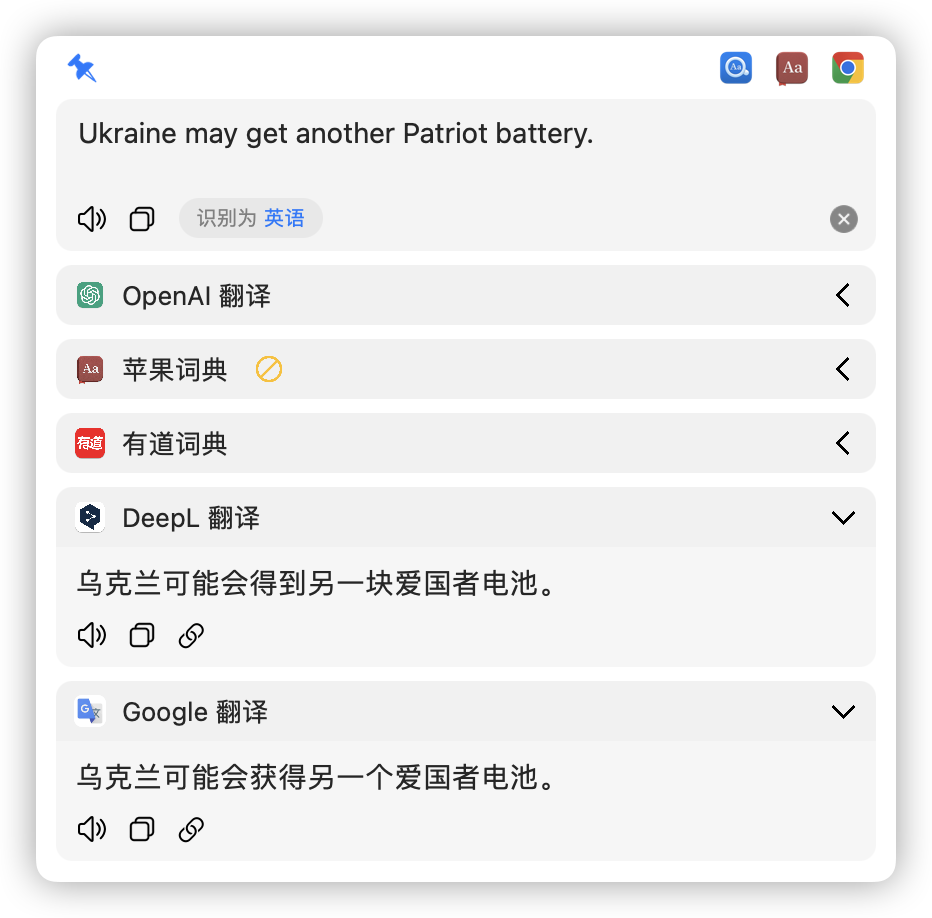 Aa
Aa
Ukraine may get another Patriot battery.
识别为 英语
OpenAI 翻译
Aa
苹果词典
有道
有道词典
DeepL 翻译
乌克兰可能会得到另一块爱国者电池。
G 文
Google 翻译
乌克兰可能会获得另一个爱国者电池。